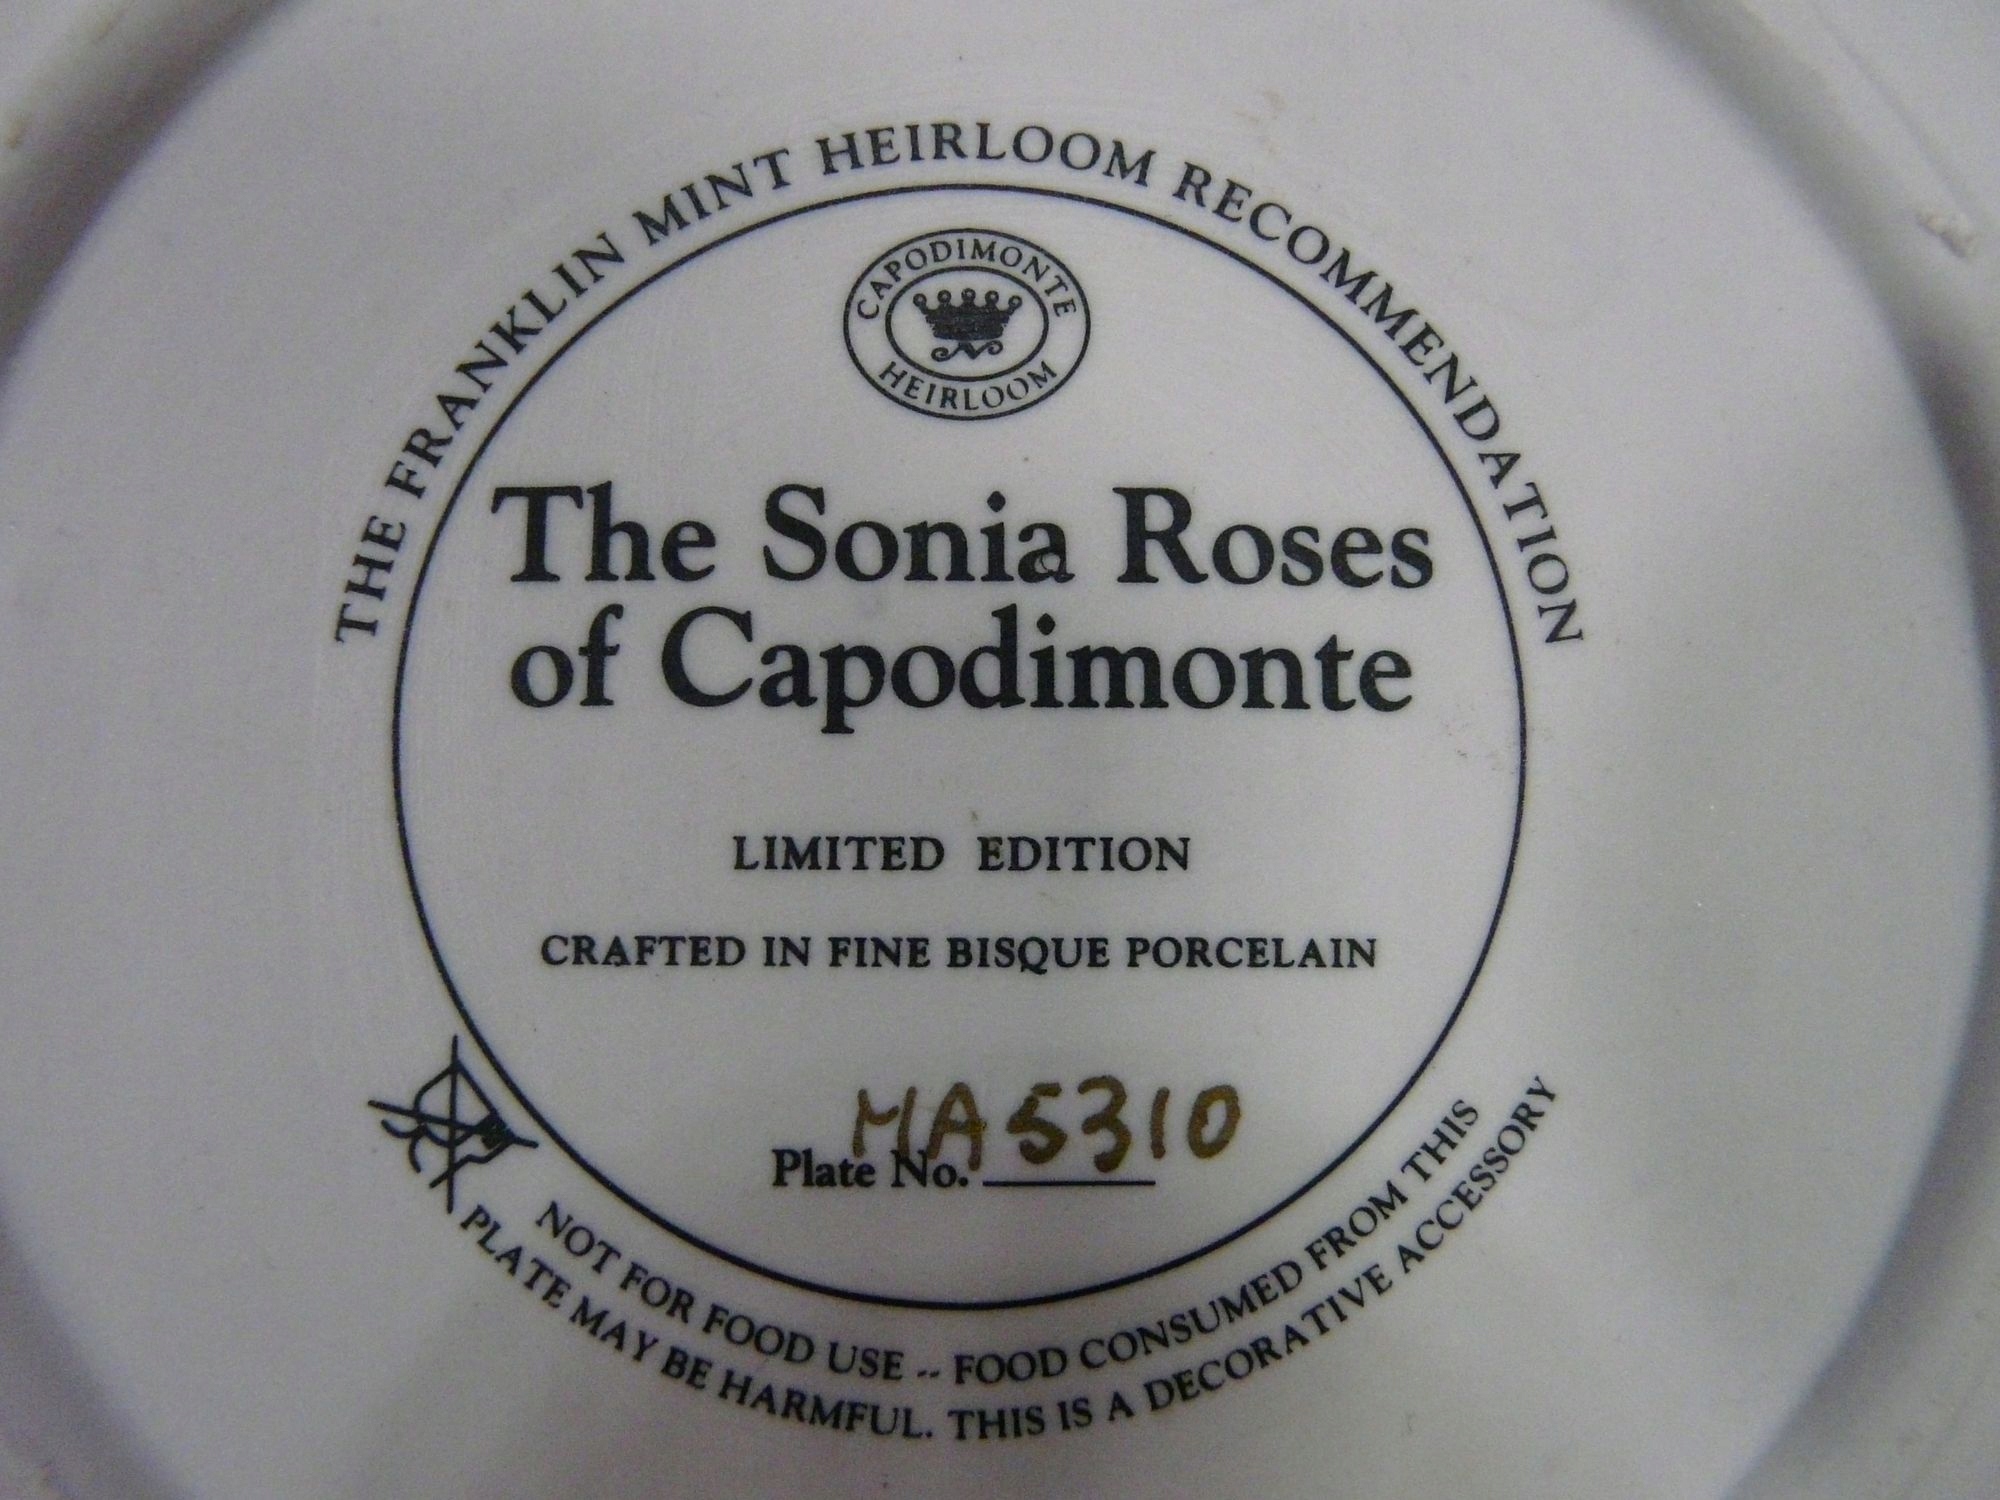 THE FRANKLIN MINT HEIRLOOM RECOMMENDATION
CAPODIMONTE
HEIRLOOM
The Sonia Roses
of Capodimonte
LIMITED EDITION
CRAFTED IN FINE BISQUE PORCELAIN
MA5310
Plate No.
NOT FOR FOOD USE -- FOOD CONSUMED FROM THIS
PLATE MAY BE HARMFUL. THIS IS A DECORATIVE ACCESSORY